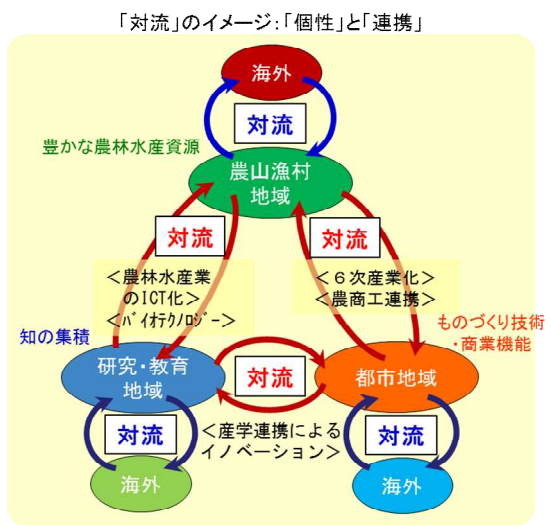 「対流」のイメージ:「個性」と「連携」
海外
対流
豊かな農林水産資源
農山漁村
地域
対流
対流
<農林水産業
のICT化>
<バイオテクノロジー>
<6次産業化>
<農商工連携>
知の集積
ものづくり技術
・商業機能
研究・教育
地域
対流
都市地域
対流
<産学連携による
イノベーション>
対流
海外
海外